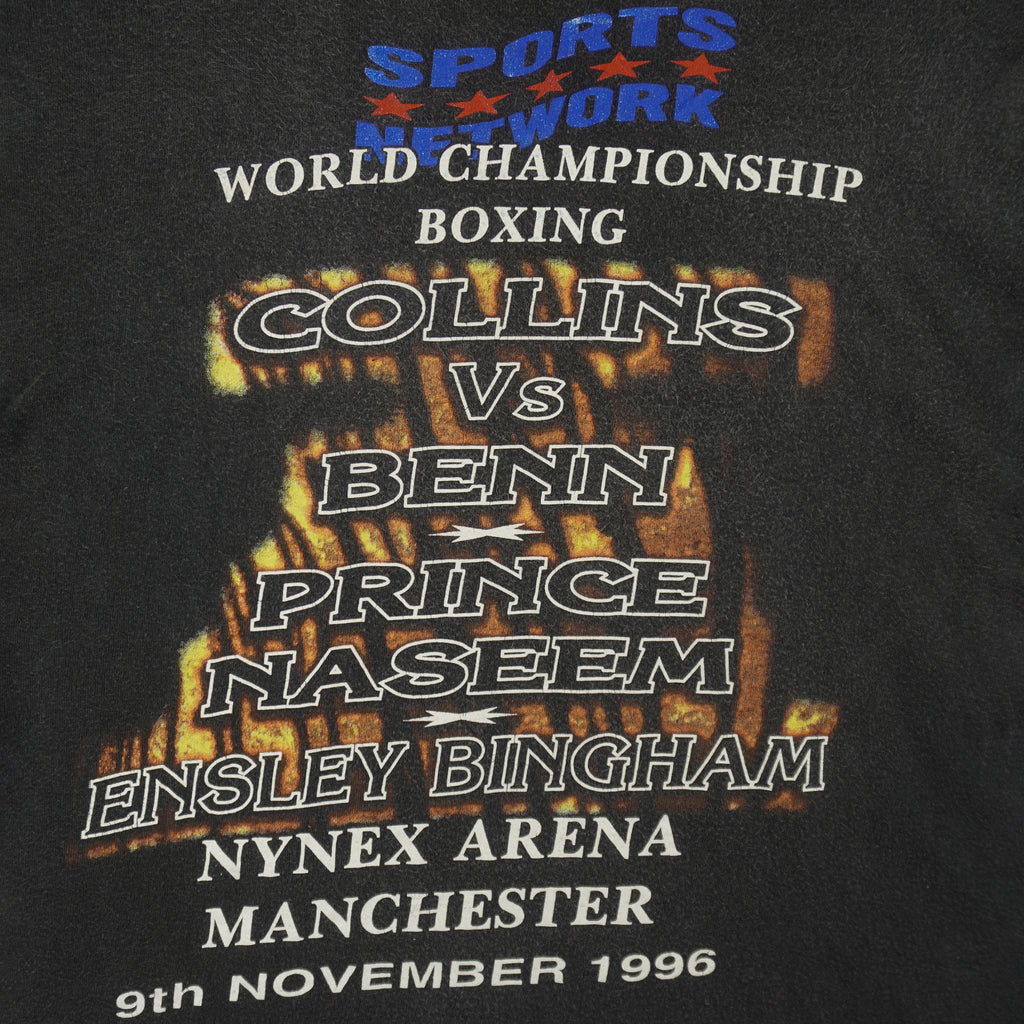 SPORTS
NETWORK
WORLD CHAMPIONSHIP
BOXING
COLLINS
Vs
BENN
PRINCE
NASEEM
ENSLEY BINGHAM
NYNEX ARENA
MANCHESTER
9th NOVEMBER 1996